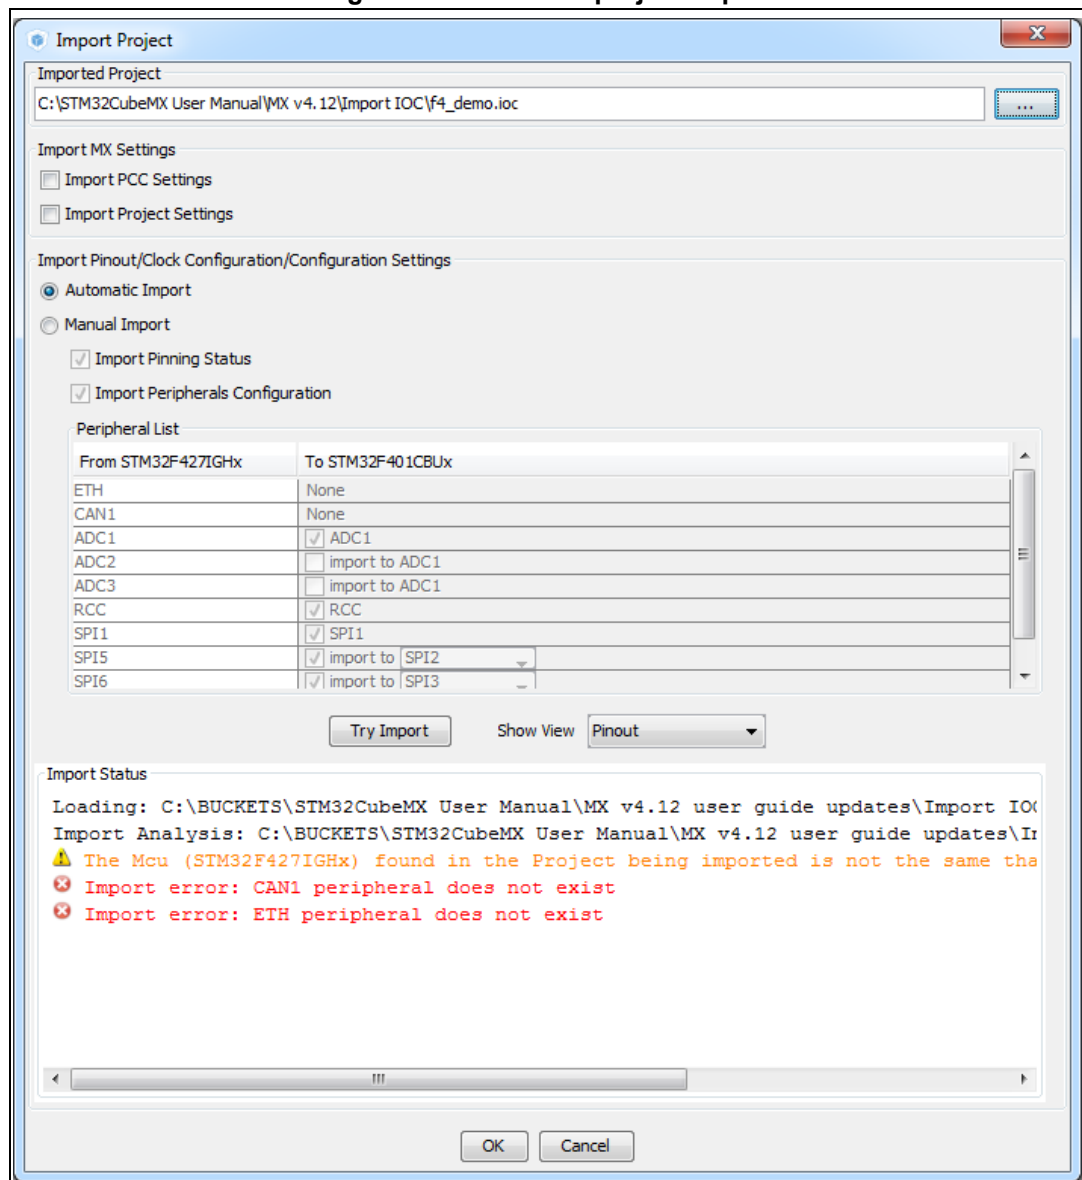 Import Project
Imported Project
C:\STM32CubeMX User Manual\MX v4.12\Import IOC\f4_demo.ioc
...
Import MX Settings
Import PCC Settings
Import Project Settings
Import Pinout/Clock Configuration/Configuration Settings
Automatic Import
Manual Import
Import Pinning Status
Import Peripherals Configuration
Peripheral List
From STM32F427IGHx To STM32F401CBUx
ETH None
CAN1 None
ADC1 ADC1
ADC2 import to ADC1
ADC3 import to ADC1
RCC RCC
SPI1 SPI1
SPI5 import to SPI2
SPI6 import to SPI3
Try Import Show View Pinout
Import Status
Loading: C:\BUCKETS\STM32CubeMX User Manual\MX v4.12 user guide updates\Import
Import Analysis: C:\BUCKETS\STM32CubeMX User Manual\MX v4.12 user guide updates\
The Mcu (STM32F427IGHx) found in the Project being imported is not the same tha
Import error: CAN1 peripheral does not exist
Import error: ETH peripheral does not exist
OK Cancel